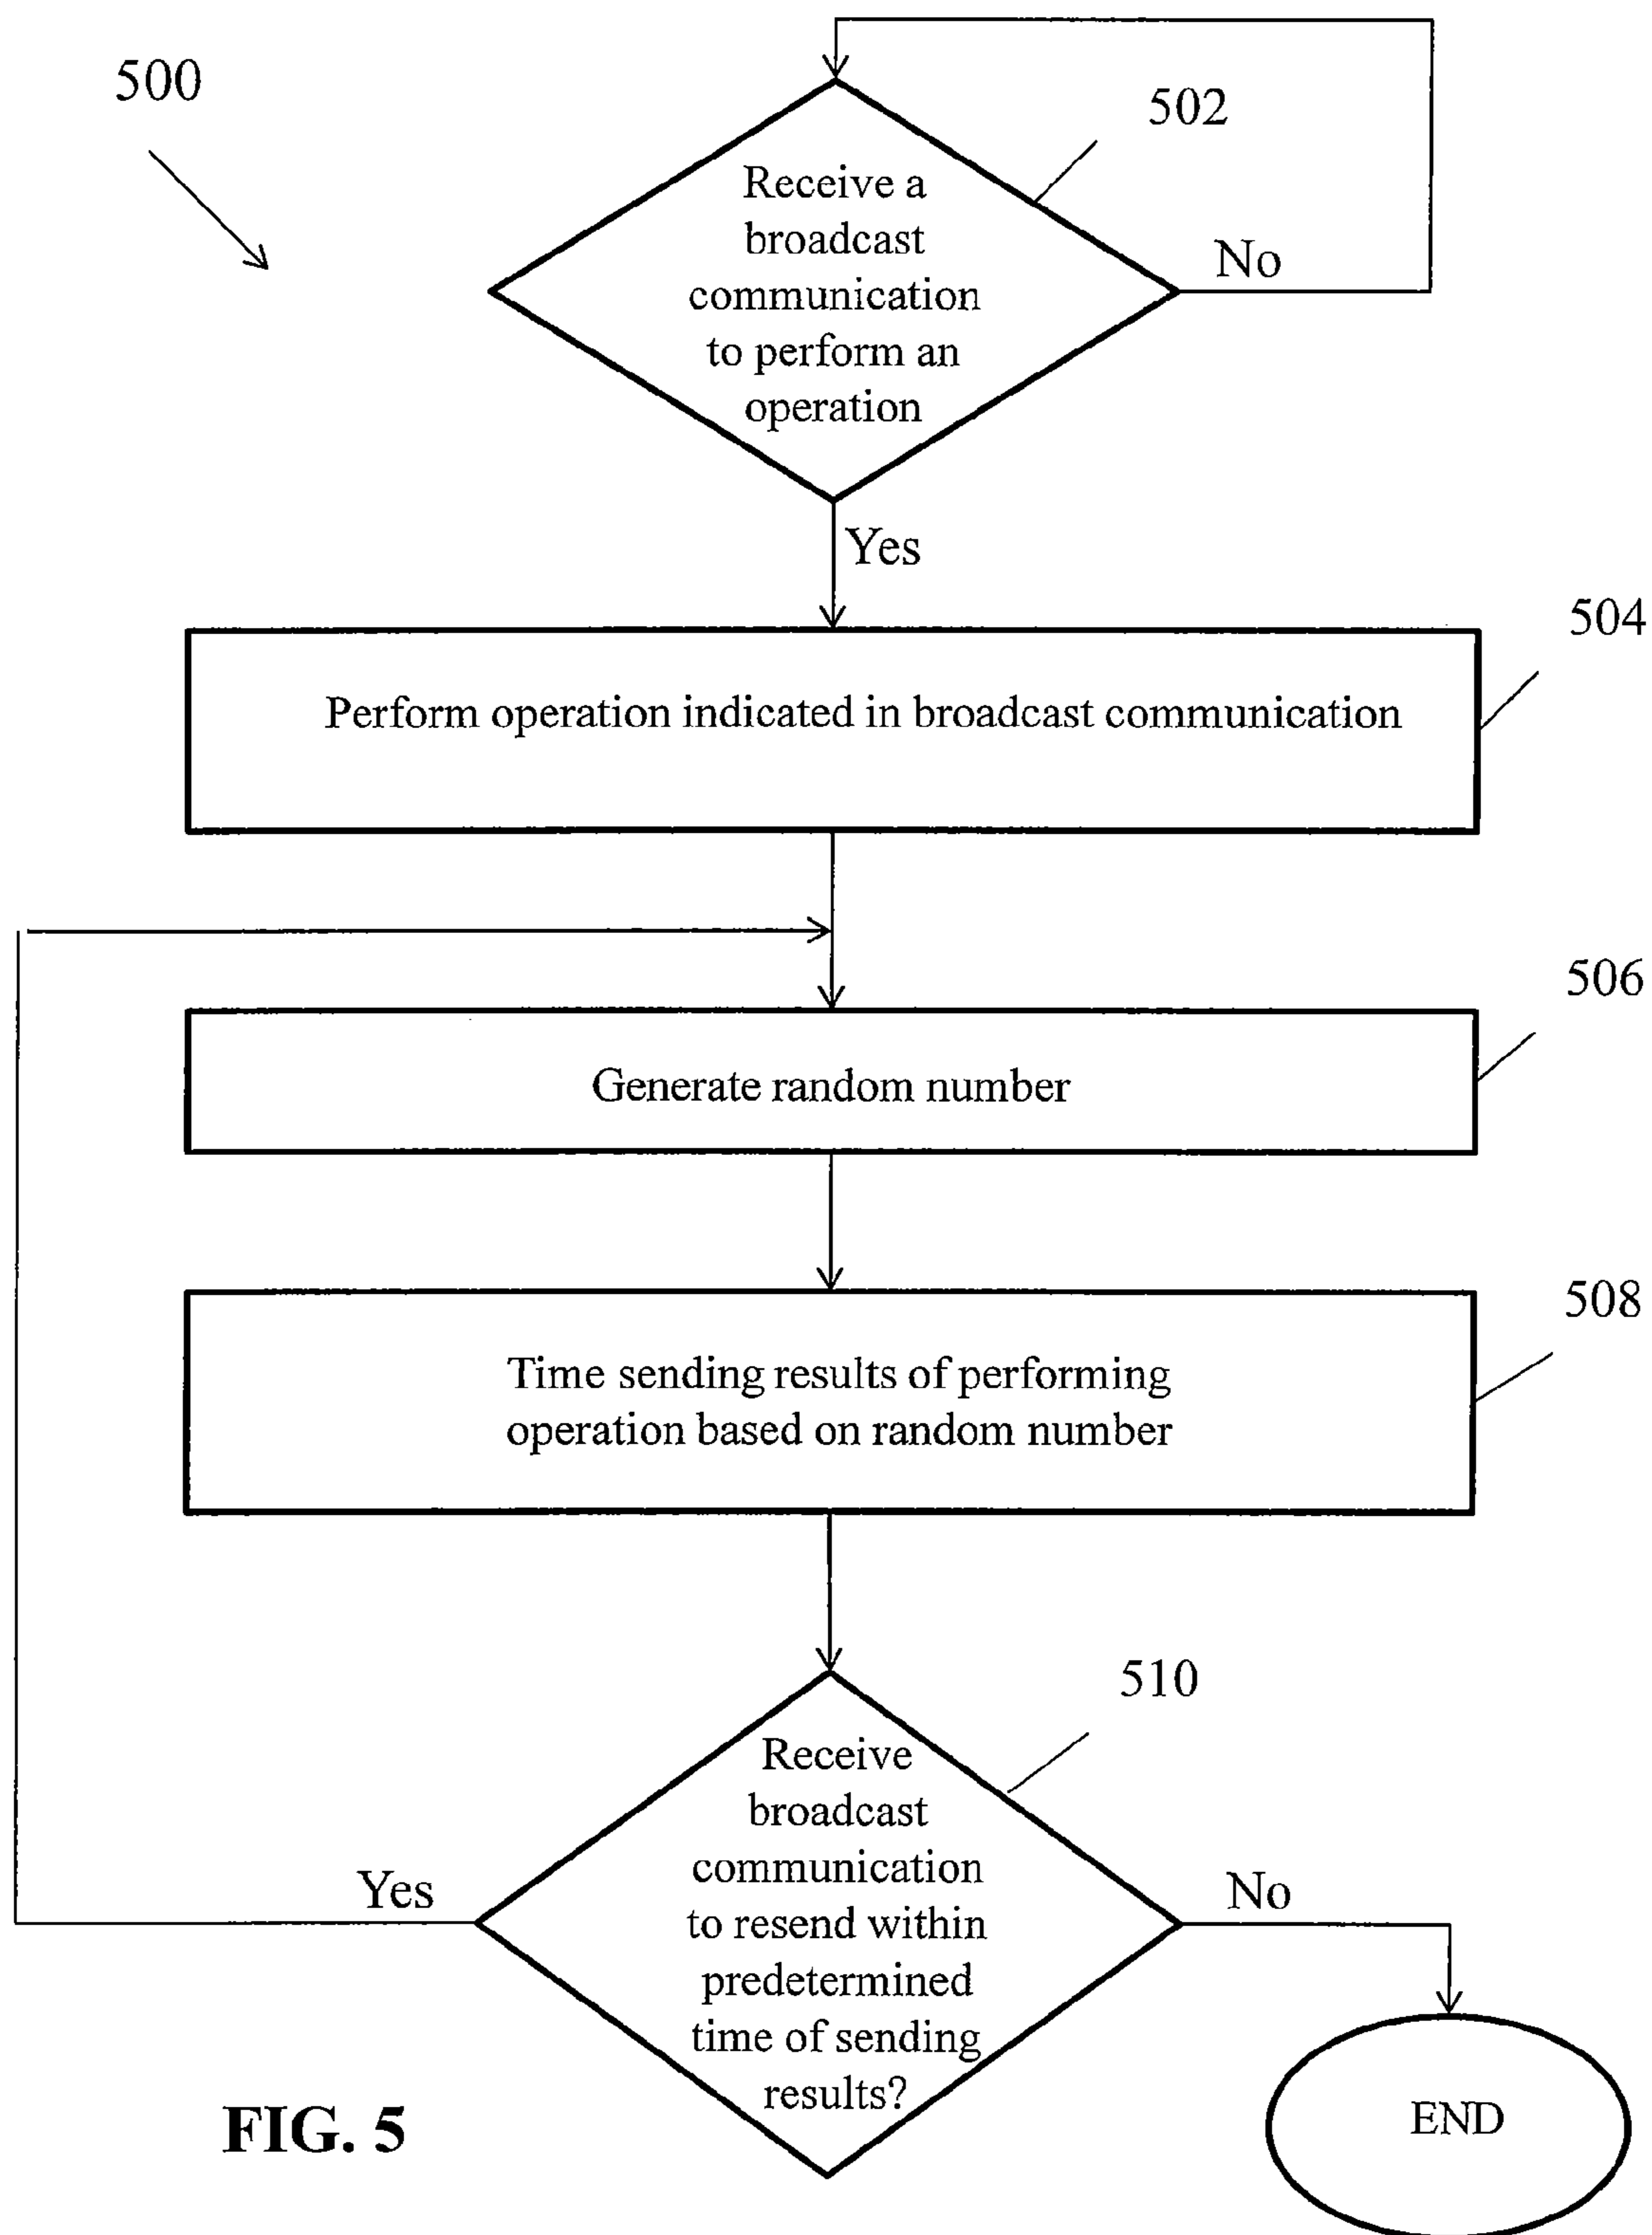 500
502
Receive a
broadcast
communication
to perform an
operation
No
Yes
504
Perform operation indicated in broadcast communication
506
Generate random number
508
Time sending results of performing
operation based on random number
510
Receive
broadcast
communication
to resend within
predetermined
time of sending
results?
Yes
No
END
FIG. 5